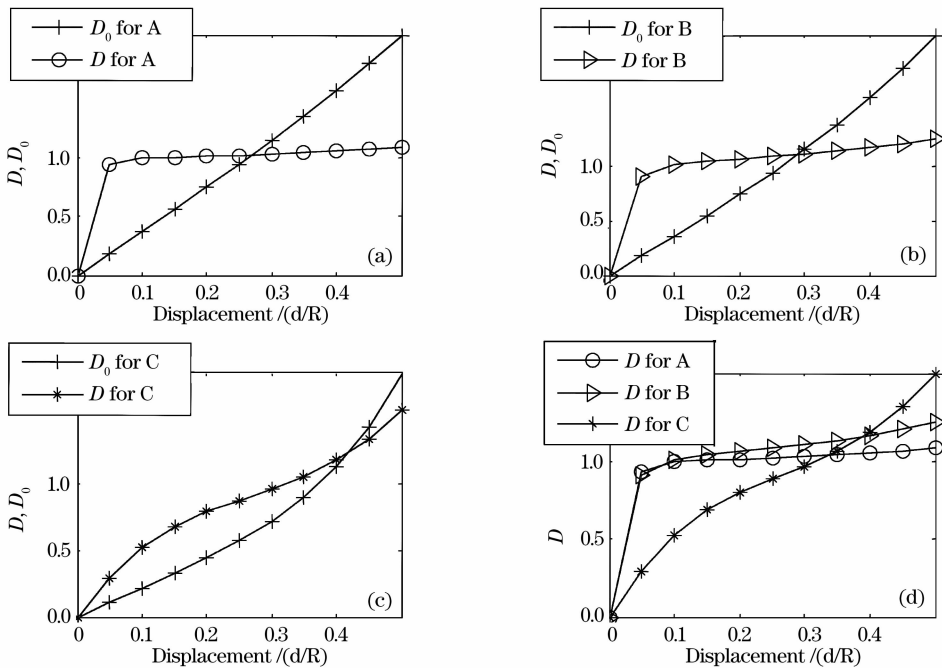 D0 for A
D for A
D, D0
1.0
0.5
0.0
(a)
0 0.1 0.2 0.3 0.4
Displacement /(d/R)
D0 for B
D for B
D, D0
1.0
0.5
0.0
(b)
0 0.1 0.2 0.3 0.4
Displacement /(d/R)
D0 for C
D for C
D, D0
1.0
0.5
0.0
(c)
0 0.1 0.2 0.3 0.4
Displacement /(d/R)
D for A
D for B
D for C
D
1.0
0.5
0.0
(d)
0 0.1 0.2 0.3 0.4
Displacement /(d/R)